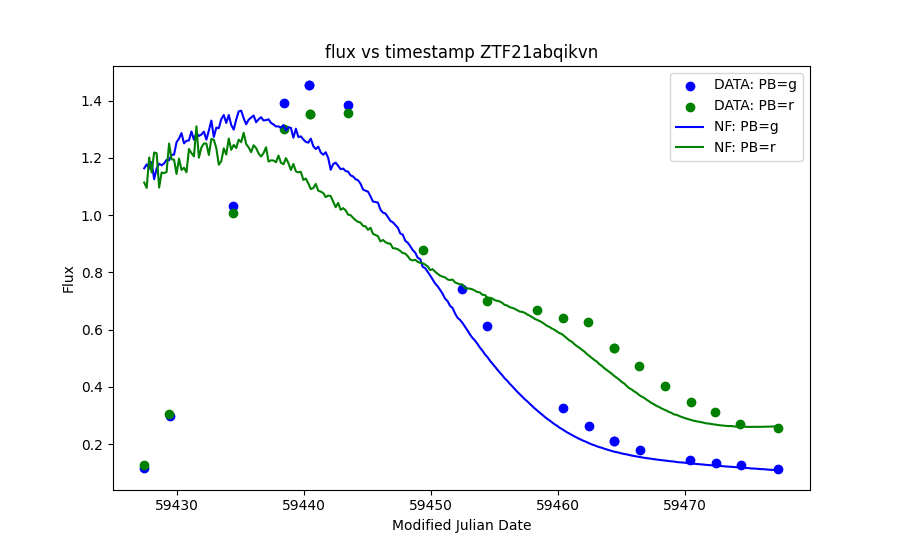 flux vs timestamp ZTF21abqikvn
DATA: PB=g
DATA: PB=r
NF: PB=g
NF: PB=r
Flux
1.4
1.2
1.0
0.8
0.6
0.4
0.2
59430
59440
59450
59460
59470
Modified Julian Date